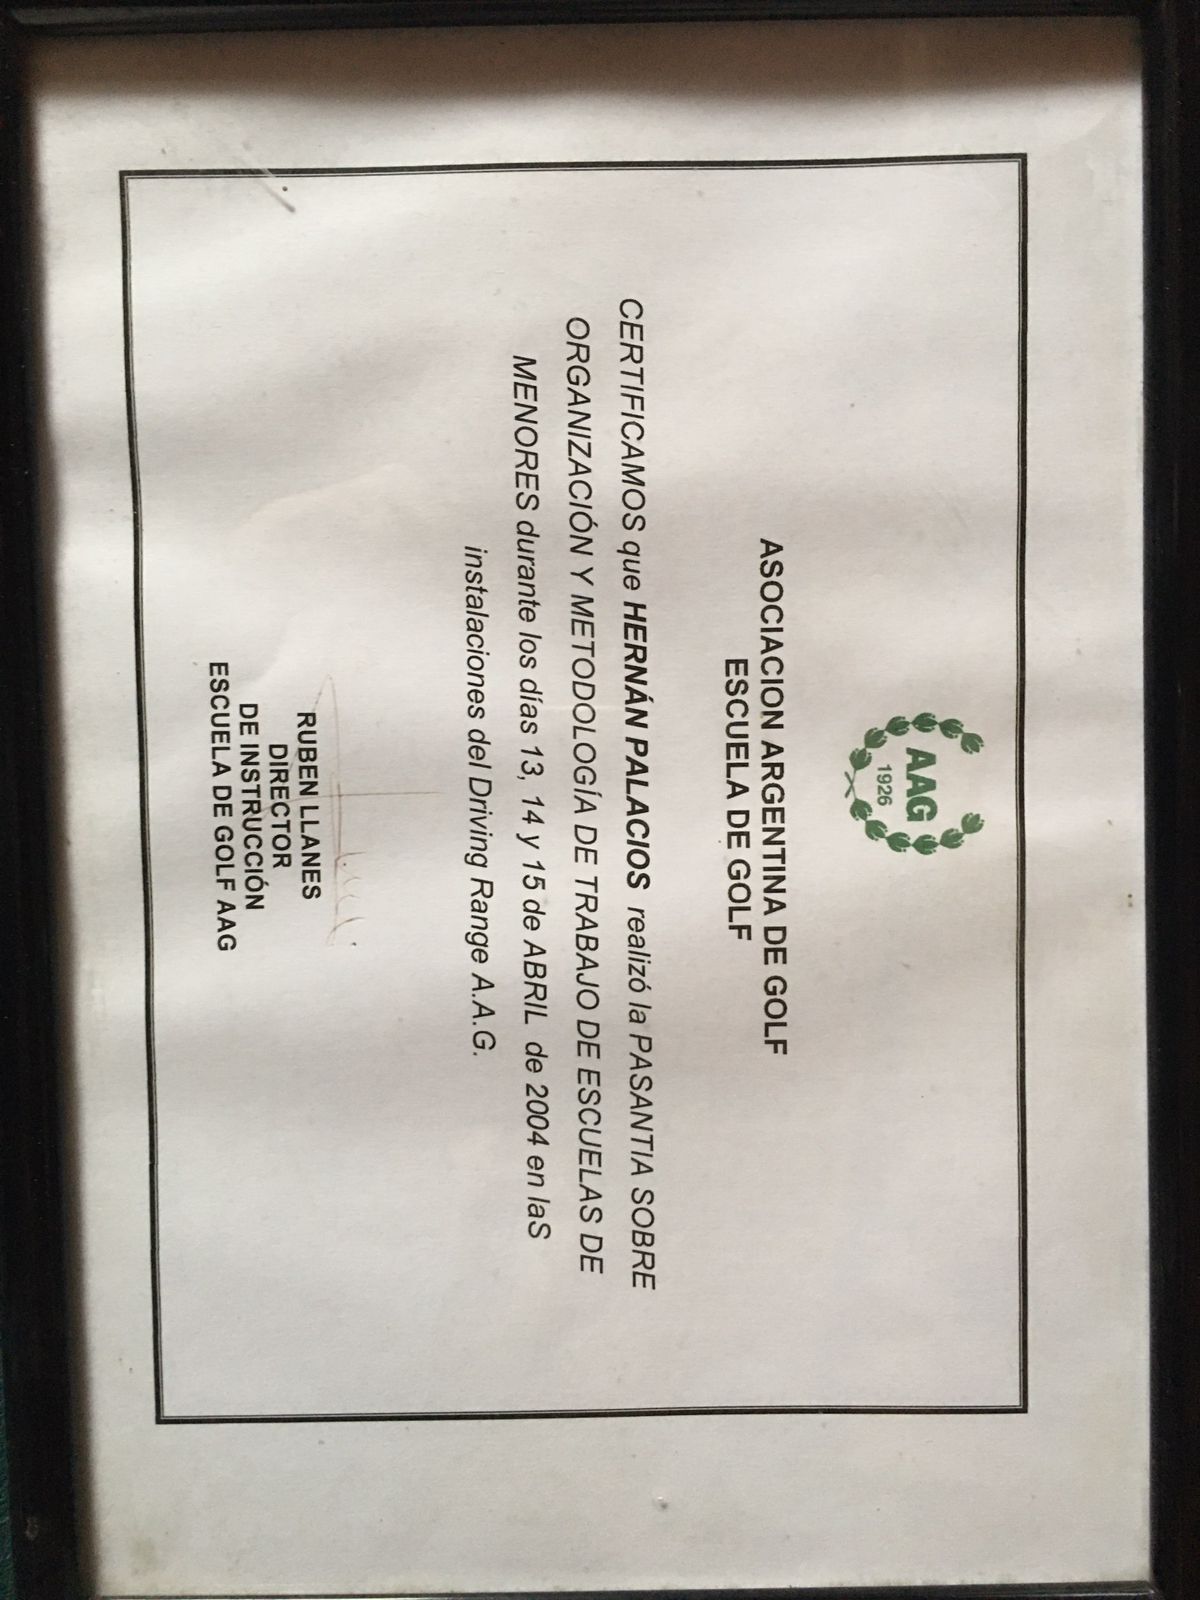 AAG
1926
ASOCIACION ARGENTINA DE GOLF
ESCUELA DE GOLF
CERTIFICAMOS que HERNÁN PALACIOS realizó la PASANTIA SOBRE
ORGANIZACIÓN Y METODOLOGÍA DE TRABAJO DE ESCUELAS DE
MENORES durante los días 13, 14 y 15 de ABRIL de 2004 en laS
instalaciones del Driving Range A.A.G.
RUBEN LLANES
DIRECTOR
DE INSTRUCCIÓN
ESCUELA DE GOLF AAG